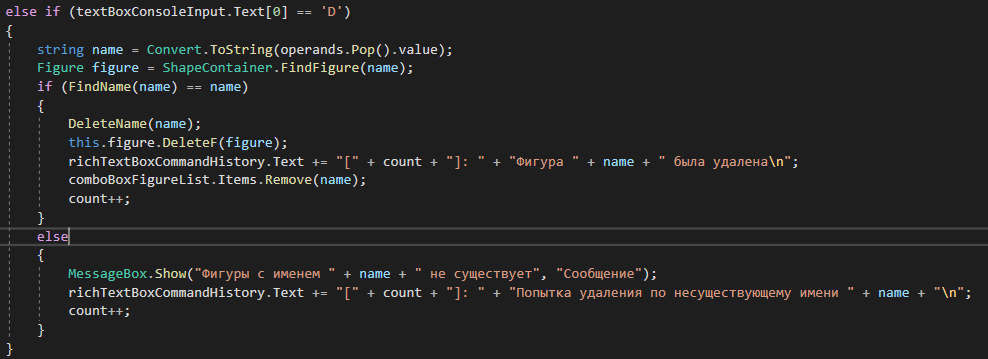 else if (textBoxConsoleInput.Text[0] == 'D')
{
string name = Convert.ToString(operands.Pop().value);
Figure figure = ShapeContainer.FindFigure(name);
if (FindName(name) == name)
{
DeleteName(name);
this.figure.DeleteF(figure);
richTextBoxCommandHistory.Text += "[" + count + "]: " + "Фигура " + name + " была удалена\n";
comboBoxFigureList.Items.Remove(name);
count++;
}
else
{
MessageBox.Show("Фигуры с именем " + name + " не существует", "Сообщение");
richTextBoxCommandHistory.Text += "[" + count + "]: " + "Попытка удаления по несуществующему имени " + name + "\n";
count++;
}
}